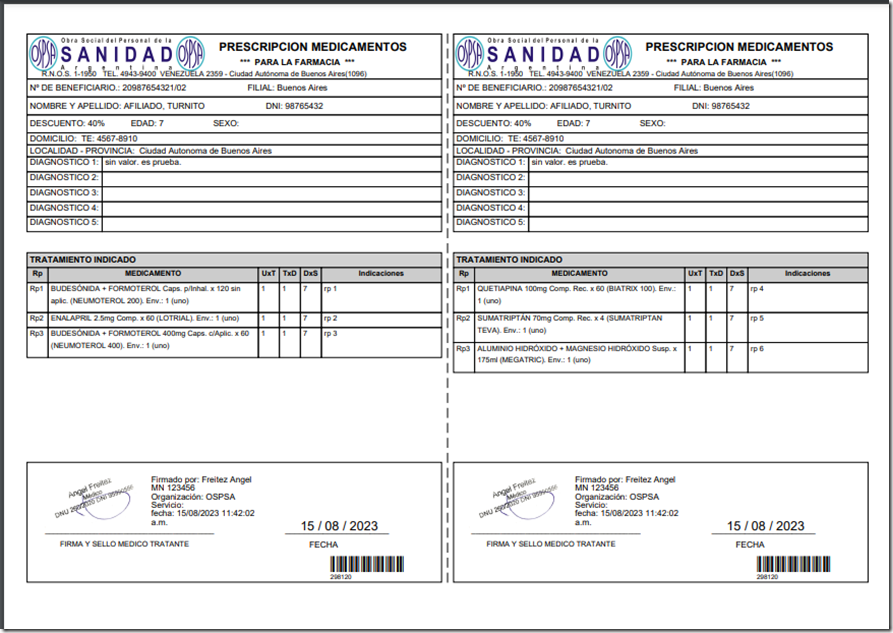 Obra Social del Personal de la
OSPSA SANIDAD OSPSA
Argentina
PRESCRIPCION MEDICAMENTOS
*** PARA LA FARMACIA ***
R.N.O.S. 1-1950 TEL. 4943-9400 VENEZUELA 2359 - Ciudad Autónoma de Buenos Aires(1096)
Nº DE BENEFICIARIO.: 20987654321/02 FILIAL: Buenos Aires
NOMBRE Y APELLIDO: AFILIADO, TURNITO DNI: 98765432
DESCUENTO: 40% EDAD: 7 SEXO:
DOMICILIO: TE: 4567-8910
LOCALIDAD - PROVINCIA: Ciudad Autónoma de Buenos Aires
DIAGNOSTICO 1: sin valor. es prueba.
DIAGNOSTICO 2:
DIAGNOSTICO 3:
DIAGNOSTICO 4:
DIAGNOSTICO 5:
TRATAMIENTO INDICADO
Rp MEDICAMENTO UxT TxD DxS Indicaciones
Rp1 BUDESÓNIDA + FORMOTEROL Caps. p/Inhal. x 120 sin 1 1 7 rp 1
aplic. (NEUMOTEROL 200). Env.: 1 (uno)
Rp2 ENALAPRIL 2.5mg Comp. x 60 (LOTRIAL). Env.: 1 (uno) 1 1 7 rp 2
Rp3 BUDESÓNIDA + FORMOTEROL 400mg Caps. c/Aplic. x 60 1 1 7 rp 3
(NEUMOTEROL 400). Env.: 1 (uno)
Angel Freitez
Médico
Firmado por: Freitez Angel
MN 123456
Organización: OSPSA
Servicio:
fecha: 15/08/2023 11:42:02
a.m.
15 / 08 / 2023
FIRMA Y SELLO MEDICO TRATANTE FECHA
298120
Obra Social del Personal de la
OSPSA SANIDAD OSPSA
Argentina
PRESCRIPCION MEDICAMENTOS
*** PARA LA FARMACIA ***
R.N.O.S. 1-1950 TEL. 4943-9400 VENEZUELA 2359 - Ciudad Autónoma de Buenos Aires(1096)
Nº DE BENEFICIARIO.: 20987654321/02 FILIAL: Buenos Aires
NOMBRE Y APELLIDO: AFILIADO, TURNITO DNI: 98765432
DESCUENTO: 40% EDAD: 7 SEXO:
DOMICILIO: TE: 4567-8910
LOCALIDAD - PROVINCIA: Ciudad Autónoma de Buenos Aires
DIAGNOSTICO 1: sin valor. es prueba.
DIAGNOSTICO 2:
DIAGNOSTICO 3:
DIAGNOSTICO 4:
DIAGNOSTICO 5:
TRATAMIENTO INDICADO
Rp MEDICAMENTO UxT TxD DxS Indicaciones
Rp1 QUETIAPINA 100mg Comp. Rec. x 60 (BIATRIX 100). Env.: 1 1 7 rp 4
1 (uno)
Rp2 SUMATRIPTÁN 70mg Comp. Rec. x 4 (SUMATRIPTAN 1 1 7 rp 5
TEVA). Env.: 1 (uno)
Rp3 ALUMINIO HIDRÓXIDO + MAGNESIO HIDRÓXIDO Susp. x 1 1 7 rp 6
175ml (MEGATRIC). Env.: 1 (uno)
Angel Freitez
Médico
Firmado por: Freitez Angel
MN 123456
Organización: OSPSA
Servicio:
fecha: 15/08/2023 11:42:02
a.m.
15 / 08 / 2023
FIRMA Y SELLO MEDICO TRATANTE FECHA
298120